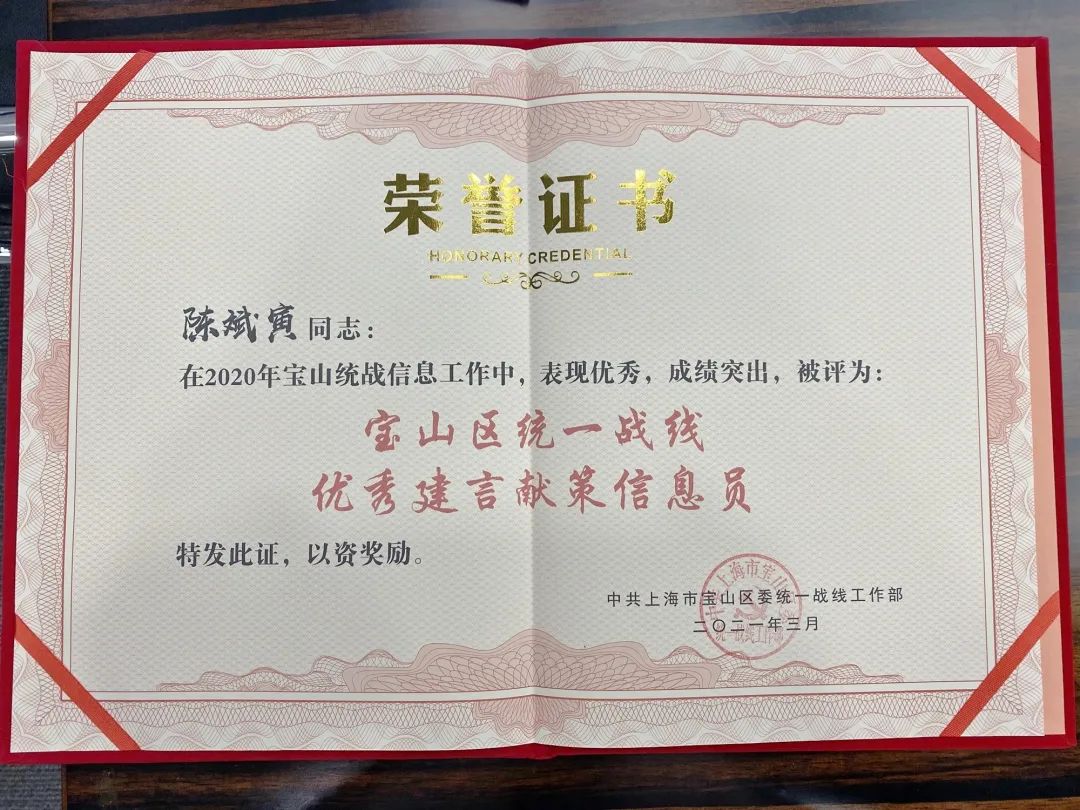 荣誉证书
HONORARY CREDENTIAL
陈斌寅同志：
在2020年宝山统战信息工作中，表现优秀，成绩突出，被评为：
宝山区统一战线
优秀建言献策信息员
特发此证，以资奖励。
中共上海市宝山区委统一战线工作部
二〇二一年三月